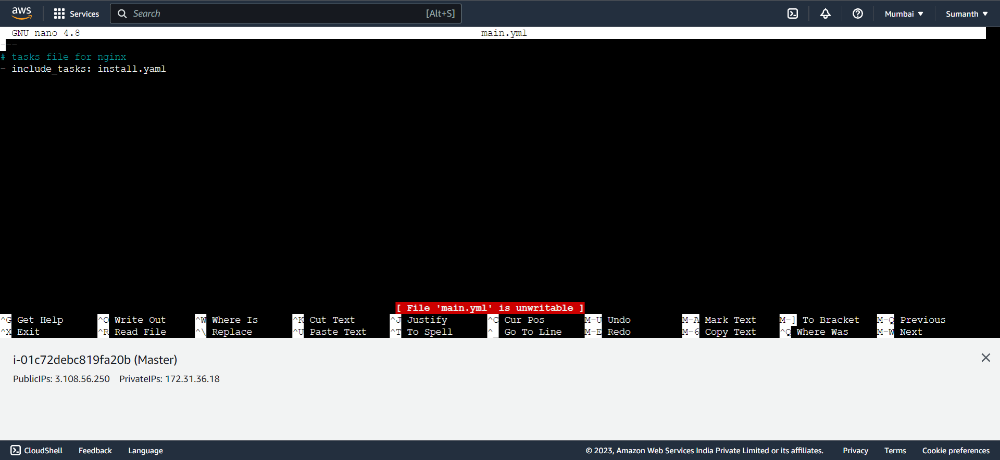 aws Services Search [Alt+S] Mumbai Sumanth
GNU nano 4.8 main.yml
---
# tasks file for nginx
- include_tasks: install.yaml
[ File 'main.yml' is unwritable ]
^G Get Help ^O Write Out ^W Where Is ^K Cut Text ^J Justify ^C Cur Pos M-U Undo M-A Mark Text M-] To Bracket M-Q Previous
^X Exit ^R Read File ^\ Replace ^U Paste Text ^T To Spell ^_ Go To Line M-E Redo M-6 Copy Text ^Q Where Was M-W Next
i-01c72debc819fa20b (Master)
PublicIPs: 3.108.56.250 PrivateIPs: 172.31.36.18
CloudShell Feedback Language © 2023, Amazon Web Services India Private Limited or its affiliates. Privacy Terms Cookie preferences